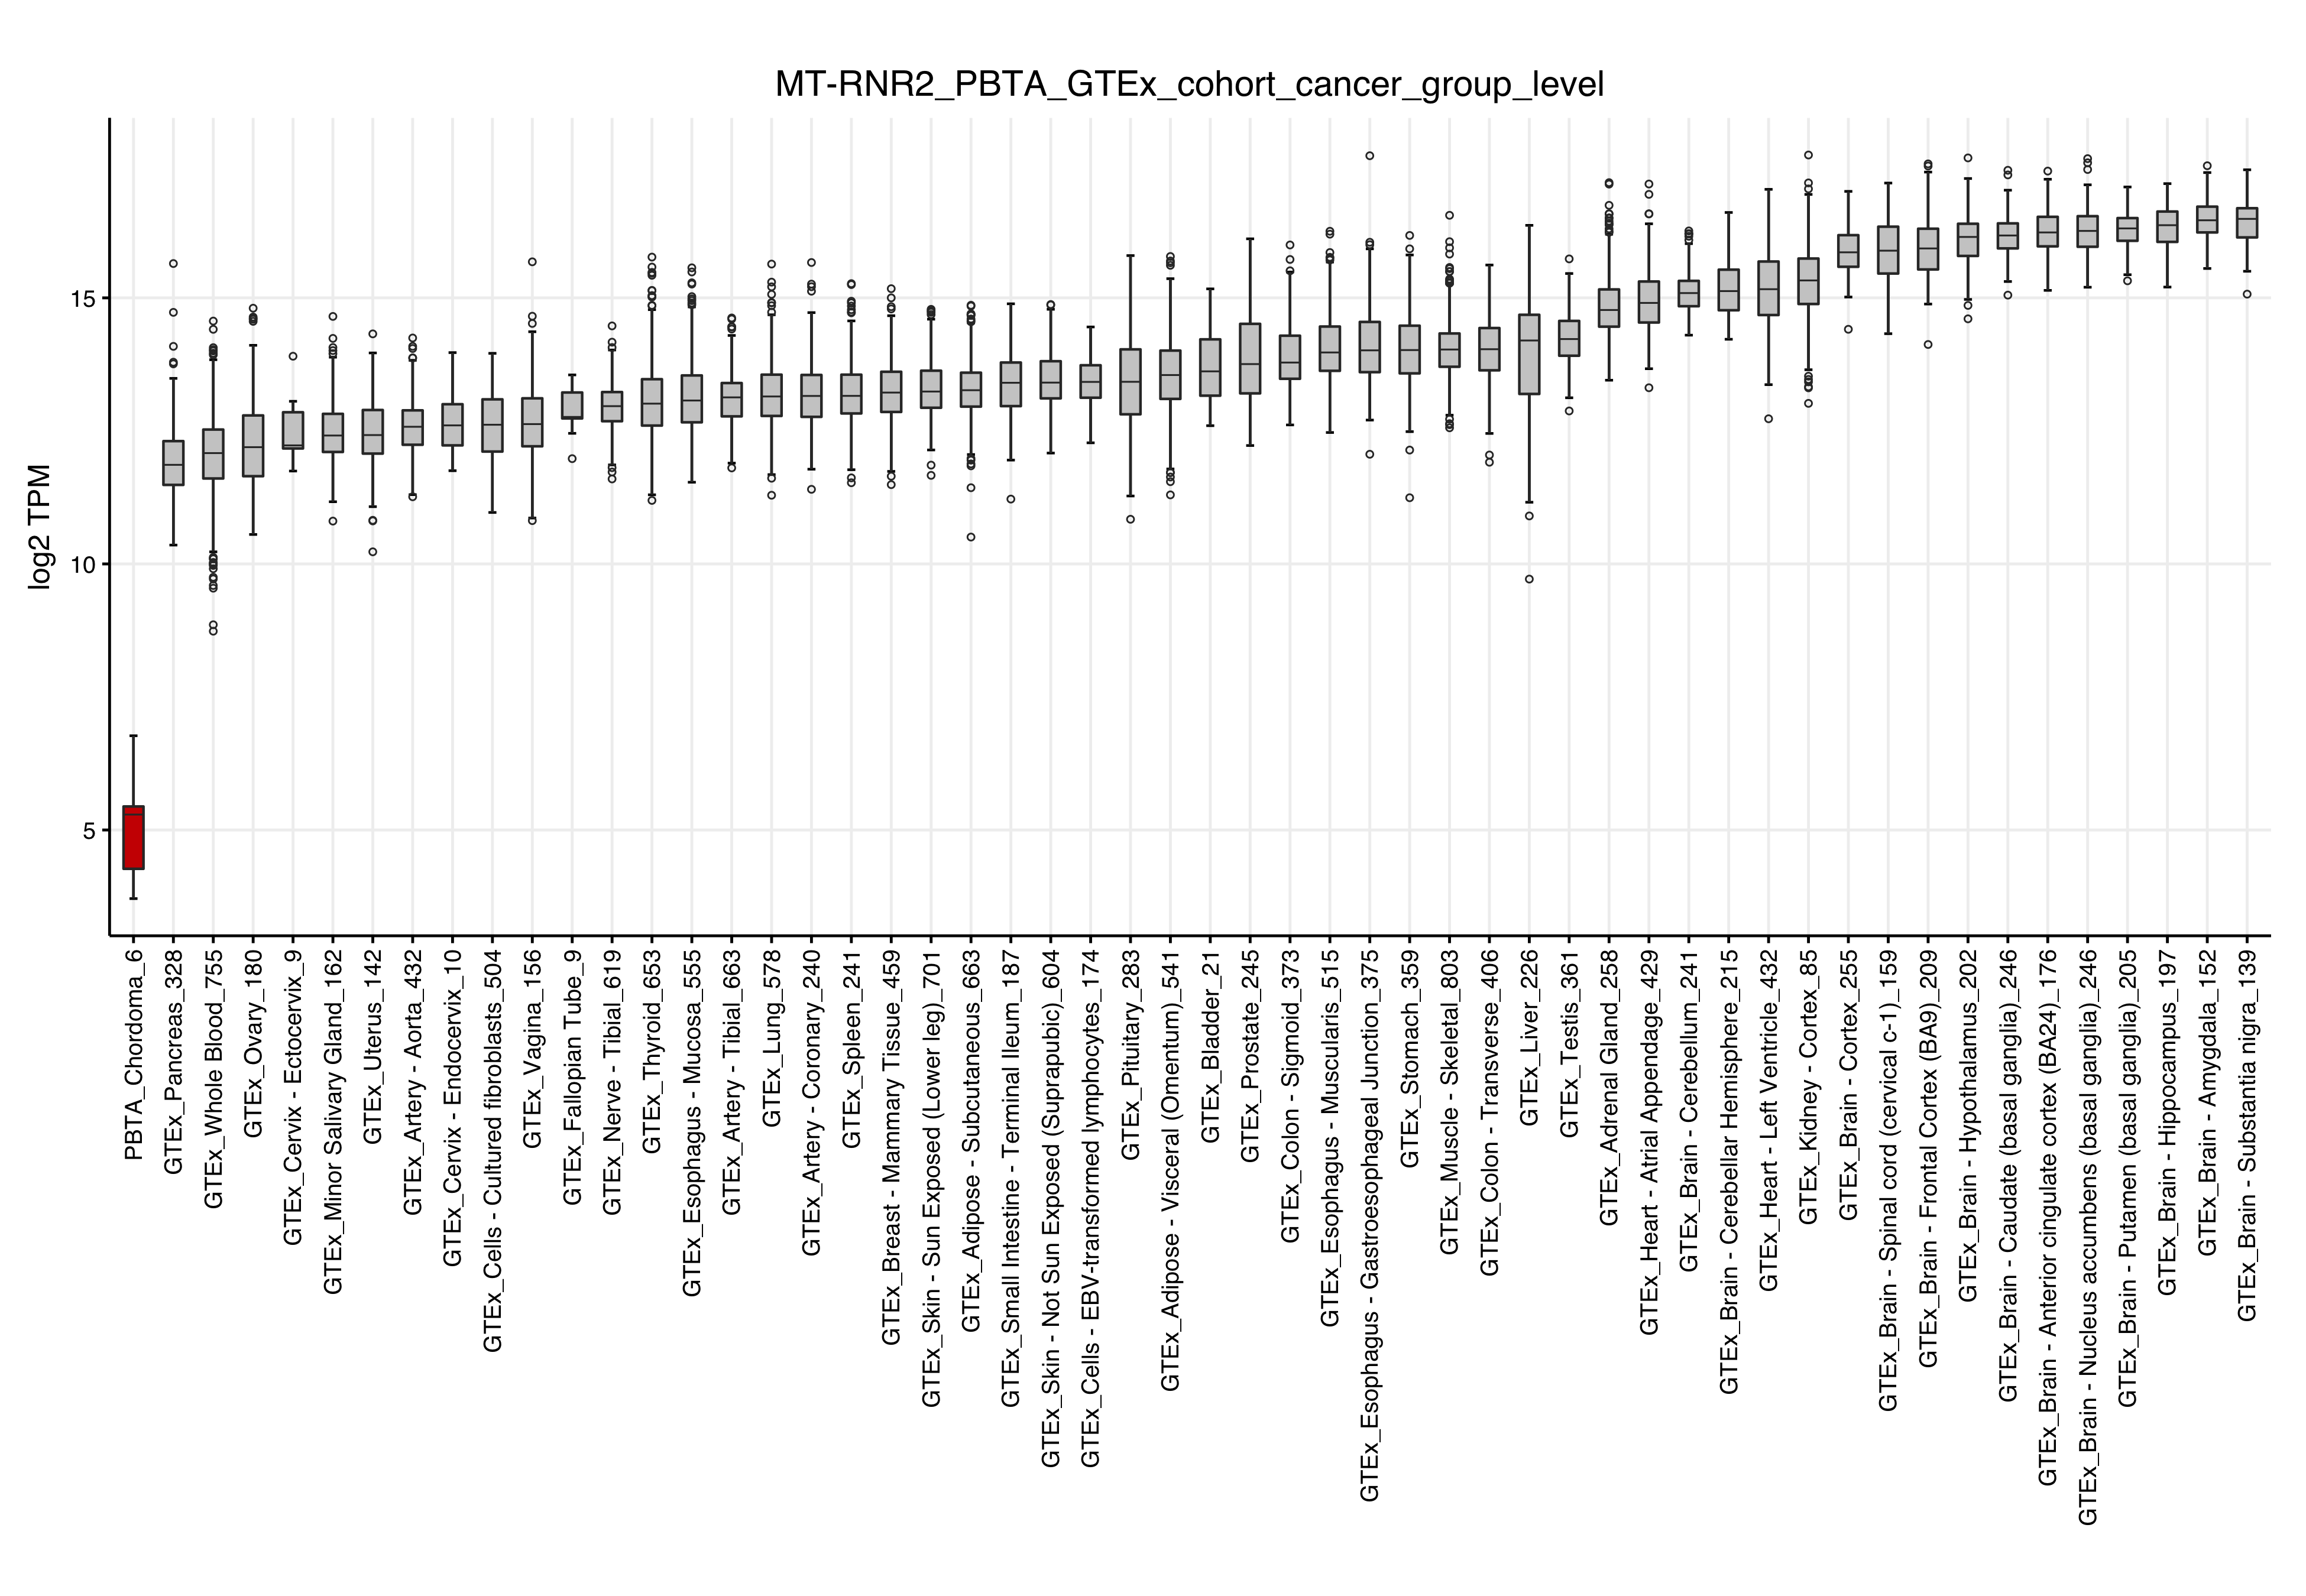 MT-RNR2_PBTA_GTEx_cohort_cancer_group_level
log2 TPM
15
10
5
PBTA_Chordoma_6
GTEx_Pancreas_328
GTEx_Whole Blood_755
GTEx_Ovary_180
GTEx_Cervix - Ectocervix_9
GTEx_Minor Salivary Gland_162
GTEx_Uterus_142
GTEx_Artery - Aorta_432
GTEx_Cervix - Endocervix_10
GTEx_Cells - Cultured fibroblasts_504
GTEx_Vagina_156
GTEx_Fallopian Tube_9
GTEx_Nerve - Tibial_619
GTEx_Thyroid_653
GTEx_Esophagus - Mucosa_555
GTEx_Artery - Tibial_663
GTEx_Lung_578
GTEx_Artery - Coronary_240
GTEx_Spleen_241
GTEx_Breast - Mammary Tissue_459
GTEx_Skin - Sun Exposed (Lower leg)_701
GTEx_Adipose - Subcutaneous_663
GTEx_Small Intestine - Terminal Ileum_187
GTEx_Skin - Not Sun Exposed (Suprapubic)_604
GTEx_Cells - EBV-transformed lymphocytes_174
GTEx_Pituitary_283
GTEx_Adipose - Visceral (Omentum)_541
GTEx_Bladder_21
GTEx_Prostate_245
GTEx_Colon - Sigmoid_373
GTEx_Esophagus - Muscularis_515
GTEx_Esophagus - Gastroesophageal Junction_375
GTEx_Stomach_359
GTEx_Muscle - Skeletal_803
GTEx_Colon - Transverse_406
GTEx_Liver_226
GTEx_Testis_361
GTEx_Adrenal Gland_258
GTEx_Heart - Atrial Appendage_429
GTEx_Brain - Cerebellum_241
GTEx_Brain - Cerebellar Hemisphere_215
GTEx_Heart - Left Ventricle_432
GTEx_Kidney - Cortex_85
GTEx_Brain - Cortex_255
GTEx_Brain - Spinal cord (cervical c-1)_159
GTEx_Brain - Frontal Cortex (BA9)_209
GTEx_Brain - Hypothalamus_202
GTEx_Brain - Caudate (basal ganglia)_246
GTEx_Brain - Anterior cingulate cortex (BA24)_176
GTEx_Brain - Nucleus accumbens (basal ganglia)_246
GTEx_Brain - Putamen (basal ganglia)_205
GTEx_Brain - Hippocampus_197
GTEx_Brain - Amygdala_152
GTEx_Brain - Substantia nigra_139